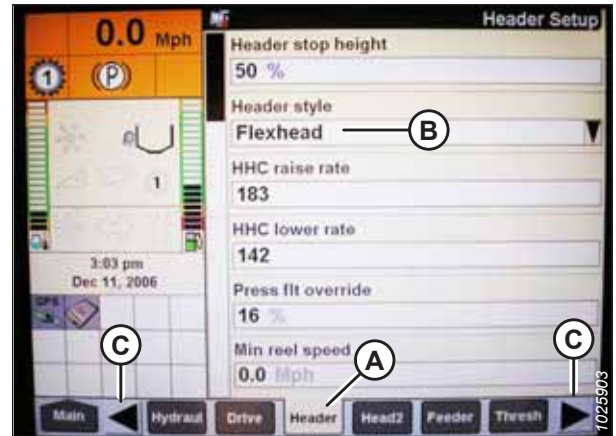 0.0 Mph
Header Setup
1
P
Header stop height
50 %
Header style
Flexhead
B
HHC raise rate
183
1
HHC lower rate
142
3:03 pm
Dec 11, 2006
Press flt override
16 %
GPS
Min reel speed
0.0 Mph
C
A
C
Main
Hydraul
Drive
Header
Head2
Feeder
Thresh
1025903